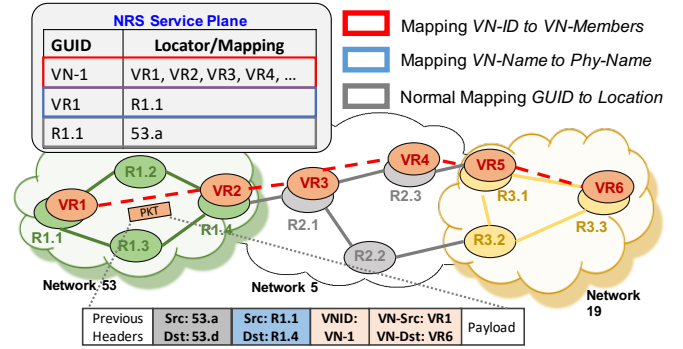 NRS Service Plane
GUID Locator/Mapping
VN-1 VR1, VR2, VR3, VR4, ...
VR1 R1.1
R1.1 53.a
Mapping VN-ID to VN-Members
Mapping VN-Name to Phy-Name
Normal Mapping GUID to Location
R1.2
VR1
VR2
VR3
VR4
VR5
VR6
PKT
R1.1
R1.3
R1.4
R2.1
R2.2
R2.3
R3.1
R3.2
R3.3
Network 53
Network 5
Network
19
Previous
Headers
Src: 53.a
Dst: 53.d
Src: R1.1
Dst: R1.4
VNID:
VN-1
VN-Src: VR1
VN-Dst: VR6
Payload